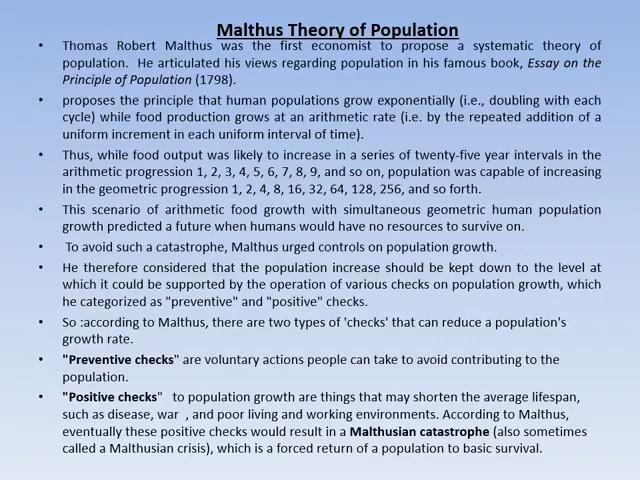 Malthus Theory of Population
• Thomas Robert Malthus was the first economist to propose a systematic theory of
population. He articulated his views regarding population in his famous book, Essay on the
Principle of Population (1798).
• proposes the principle that human populations grow exponentially (i.e., doubling with each
cycle) while food production grows at an arithmetic rate (i.e. by the repeated addition of a
uniform increment in each uniform interval of time).
• Thus, while food output was likely to increase in a series of twenty-five year intervals in the
arithmetic progression 1, 2, 3, 4, 5, 6, 7, 8, 9, and so on, population was capable of increasing
in the geometric progression 1, 2, 4, 8, 16, 32, 64, 128, 256, and so forth.
• This scenario of arithmetic food growth with simultaneous geometric human population
growth predicted a future when humans would have no resources to survive on.
• To avoid such a catastrophe, Malthus urged controls on population growth.
• He therefore considered that the population increase should be kept down to the level at
which it could be supported by the operation of various checks on population growth, which
he categorized as "preventive" and "positive" checks.
• So :according to Malthus, there are two types of 'checks' that can reduce a population's
growth rate.
• "Preventive checks" are voluntary actions people can take to avoid contributing to the
population.
• "Positive checks" to population growth are things that may shorten the average lifespan,
such as disease, war , and poor living and working environments. According to Malthus,
eventually these positive checks would result in a Malthusian catastrophe (also sometimes
called a Malthusian crisis), which is a forced return of a population to basic survival.